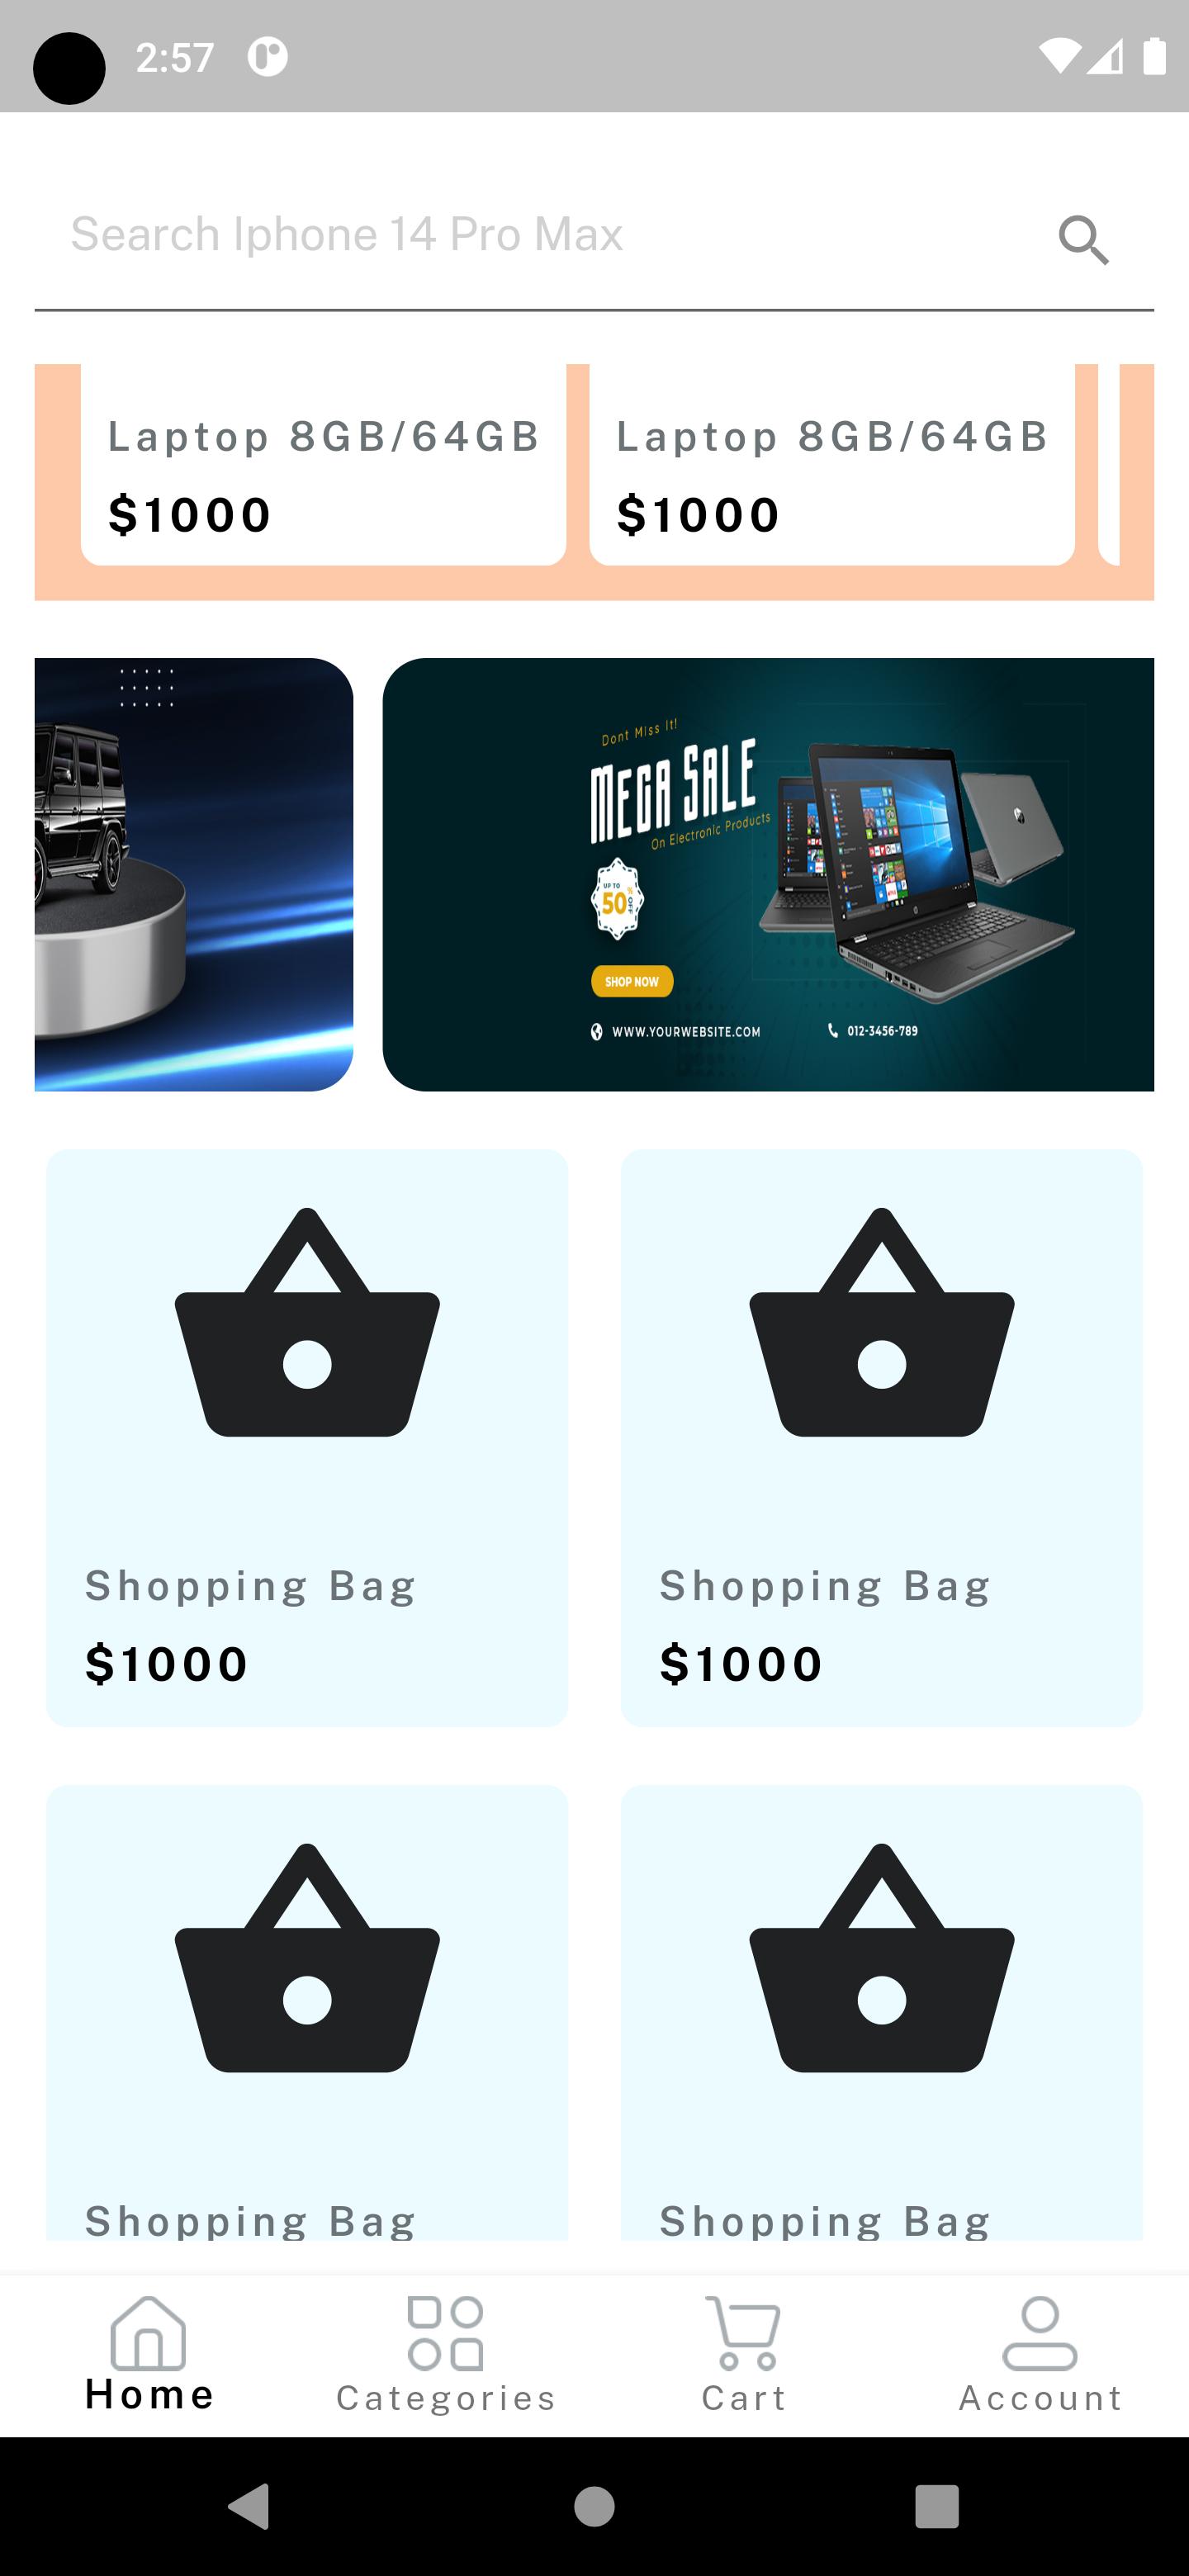 2:57
Search Iphone 14 Pro Max
Laptop 8GB/64GB
Laptop 8GB/64GB
$1000
$1000
Dont Miss It!
MEGA SALE
On Electronic Products
UP TO
50% OFF
SHOP NOW
WWW.YOURWEBSITE.COM
012-3456-789
Shopping Bag
Shopping Bag
$1000
$1000
Shopping Bag
Shopping Bag
Home
Categories
Cart
Account